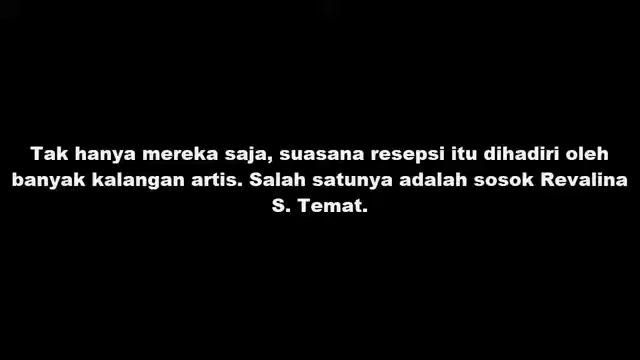 Tak hanya mereka saja, suasana resepsi itu dihadiri oleh
banyak kalangan artis. Salah satunya adalah sosok Revalina
S. Temat.